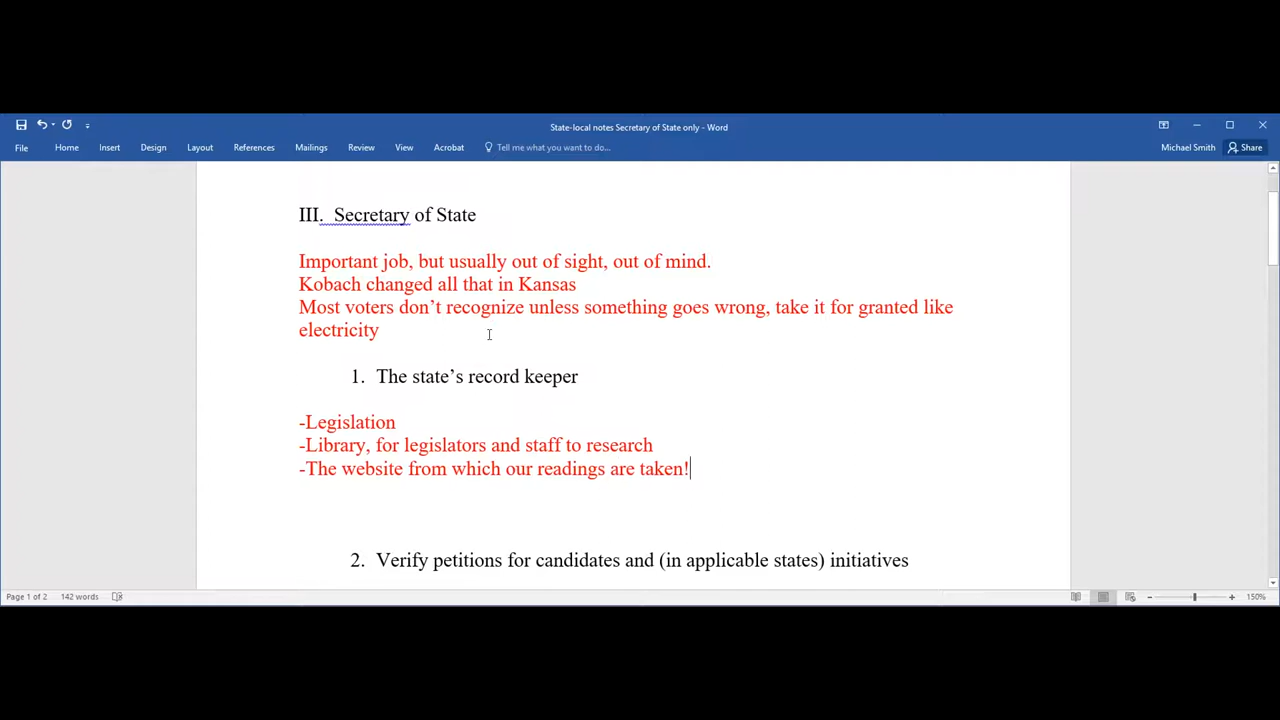 State-local notes Secretary of State only - Word
File Home Insert Design Layout References Mailings Review View Acrobat Tell me what you want to do... Michael Smith Share
III. Secretary of State
Important job, but usually out of sight, out of mind.
Kobach changed all that in Kansas
Most voters don’t recognize unless something goes wrong, take it for granted like
electricity
1. The state’s record keeper
-Legislation
-Library, for legislators and staff to research
-The website from which our readings are taken!
2. Verify petitions for candidates and (in applicable states) initiatives
Page 1 of 2 142 words 150%